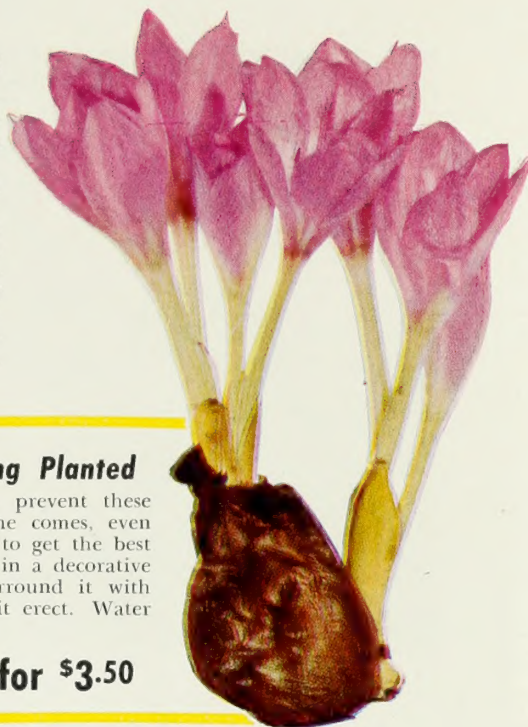 ng Planted
prevent these
ne comes, even
to get the best
in a decorative
rround it with
it erect. Water
for $3.50